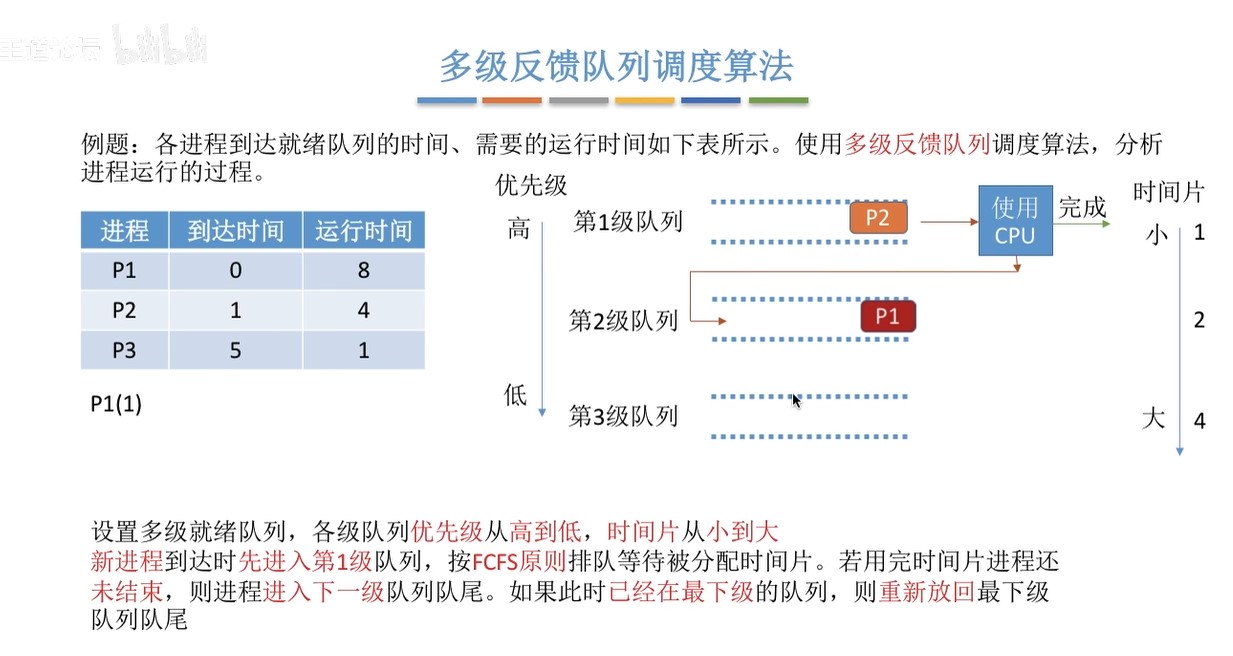 王道论坛 bilibili
多级反馈队列调度算法
例题：各进程到达就绪队列的时间、需要的运行时间如下表所示。使用多级反馈队列调度算法，分析
进程运行的过程。
优先级
时间片
进程 到达时间 运行时间
P1 0 8
P2 1 4
P3 5 1
P1(1)
高
第1级队列
P2
使用
CPU
完成
小
1
第2级队列
P1
2
低
第3级队列
大
4
设置多级就绪队列，各级队列优先级从高到低，时间片从小到大
新进程到达时先进入第1级队列，按FCFS原则排队等待被分配时间片。若用完时间片进程还
未结束，则进程进入下一级队列队尾。如果此时已经在最下级的队列，则重新放回最下级
队列队尾